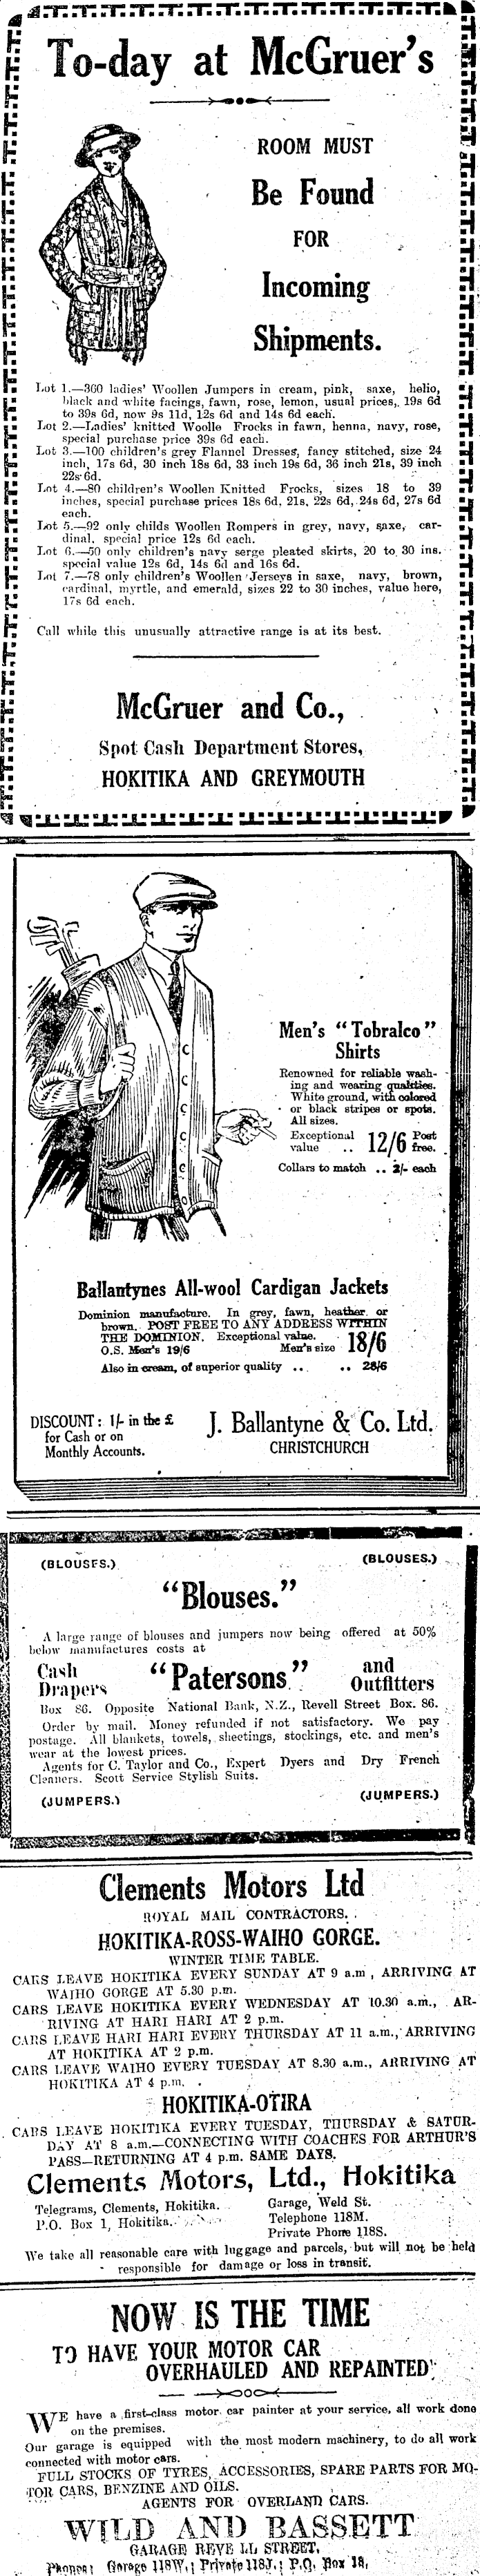 To-day at McGruer's
ROOM MUST
Be Found
FOR
Incoming
Shipments.
Lot 1.—360 ladies' Woollen Jumpers in cream, pink, saxe, helio,
black and white facings, fawn, rose, lemon, usual prices, 19s 6d
to 39s 6d, now 9s 11d, 12s 6d and 14s 6d each.
Lot 2.—Ladies' knitted Woolle Frocks in fawn, henna, navy, rose,
special purchase price 39s 6d each.
Lot 3.—100 children's grey Flannel Dresses, fancy stitched, size 24
inch, 17s 6d, 30 inch 18s 6d, 33 inch 19s 6d, 36 inch 21s, 39 inch
22s 6d.
Lot 4.—80 children's Woollen Knitted Frocks, sizes 18 to 39
inches, special purchase prices 18s 6d, 21s, 22s 6d, 24s 6d, 27s 6d
each.
Lot 5.—92 only childs Woollen Rompers in grey, navy, saxe, car-
dinal. special price 12s 6d each.
Lot 6.—50 only children's navy serge pleated skirts, 20 to 30 ins.
special value 12s 6d, 14s 6d and 16s 6d.
Lot 7.—78 only children's Woollen Jerseys in saxe, navy, brown,
cardinal, myrtle, and emerald, sizes 22 to 30 inches, value here,
17s 6d each.
Call while this unusually attractive range is at its best.
McGruer and Co.,
Spot Cash Department Stores,
HOKITIKA AND GREYMOUTH
Men's "Tobralco"
Shirts
Renowned for reliable wash-
ing and wearing qualities.
White ground, with colored
or black stripes or spots.
All sizes.
Exceptional value .. 12/6 Post free.
Collars to match .. 2/- each
Ballantynes All-wool Cardigan Jackets
Dominion manufacture. In grey, fawn, heather or
brown. POST FREE TO ANY ADDRESS WITHIN
THE DOMINION. Exceptional value.
O.S. Men's 19/6 Men's size 18/6
Also in cream, of superior quality .. .. 28/6
DISCOUNT: 1/- in the £
for Cash or on
Monthly Accounts.
J. Ballantyne & Co. Ltd.
CHRISTCHURCH
(BLOUSES.) (BLOUSES.)
"Blouses."
A large range of blouses and jumpers now being offered at 50%
below manufactures costs at
Cash Drapers "Patersons" and Outfitters
Box 86. Opposite National Bank, N.Z., Revell Street Box. 86.
Order by mail. Money refunded if not satisfactory. We pay
postage. All blankets, towels, sheetings, stockings, etc. and men's
wear at the lowest prices.
Agents for C. Taylor and Co., Expert Dyers and Dry French
Cleaners. Scott Service Stylish Suits.
(JUMPERS.) (JUMPERS.)
Clements Motors Ltd
ROYAL MAIL CONTRACTORS.
HOKITIKA-ROSS-WAIHO GORGE.
WINTER TIME TABLE.
CARS LEAVE HOKITIKA EVERY SUNDAY AT 9 a.m, ARRIVING AT
WAIHO GORGE AT 5.30 p.m.
CARS LEAVE HOKITIKA EVERY WEDNESDAY AT 10.30 a.m., AR-
RIVING AT HARI HARI AT 2 p.m.
CARS LEAVE HARI HARI EVERY THURSDAY AT 11 a.m., ARRIVING
AT HOKITIKA AT 2 p.m.
CARS LEAVE WAIHO EVERY TUESDAY AT 8.30 a.m., ARRIVING AT
HOKITIKA AT 4 p.m.
HOKITIKA-OTIRA
CARS LEAVE HOKITIKA EVERY TUESDAY, THURSDAY & SATUR-
DAY AT 8 a.m.—CONNECTING WITH COACHES FOR ARTHUR'S
PASS—RETURNING AT 4 p.m. SAME DAYS.
Clements Motors, Ltd., Hokitika
Telegrams, Clements, Hokitika.
P.O. Box 1, Hokitika.
Garage, Weld St.
Telephone 118M.
Private Phone 118S.
We take all reasonable care with luggage and parcels, but will not be held
responsible for damage or loss in transit.
NOW IS THE TIME
TO HAVE YOUR MOTOR CAR
OVERHAULED AND REPAINTED
WE have a first-class motor car painter at your service, all work done
on the premises.
Our garage is equipped with the most modern machinery, to do all work
connected with motor cars.
FULL STOCKS OF TYRES, ACCESSORIES, SPARE PARTS FOR MO-
TOR CARS, BENZINE AND OILS.
AGENTS FOR OVERLAND CARS.
WILD AND BASSETT
GARAGE REVELL STREET.
Phones: Garage 118W.; Private 118J.; P.O. Box 18,